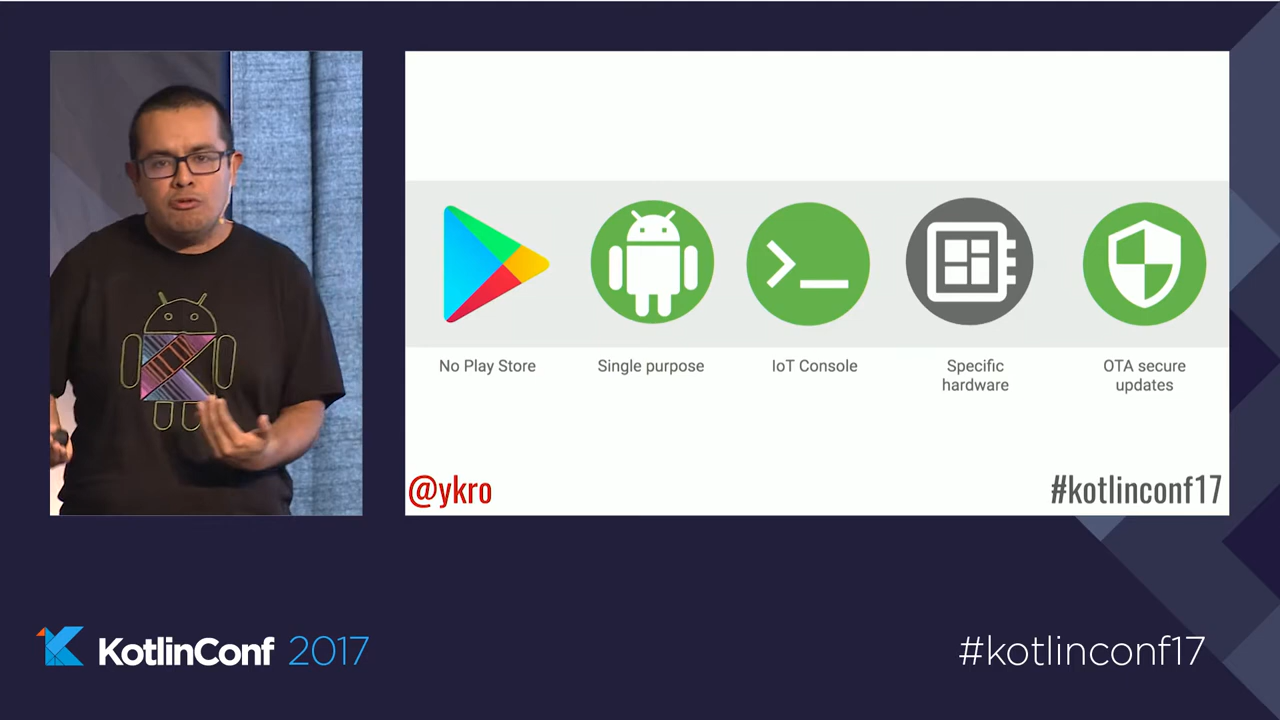 No Play Store
Single purpose
IoT Console
Specific
hardware
OTA secure
updates
@ykro
#kotlinconf17
KotlinConf 2017
#kotlinconf17